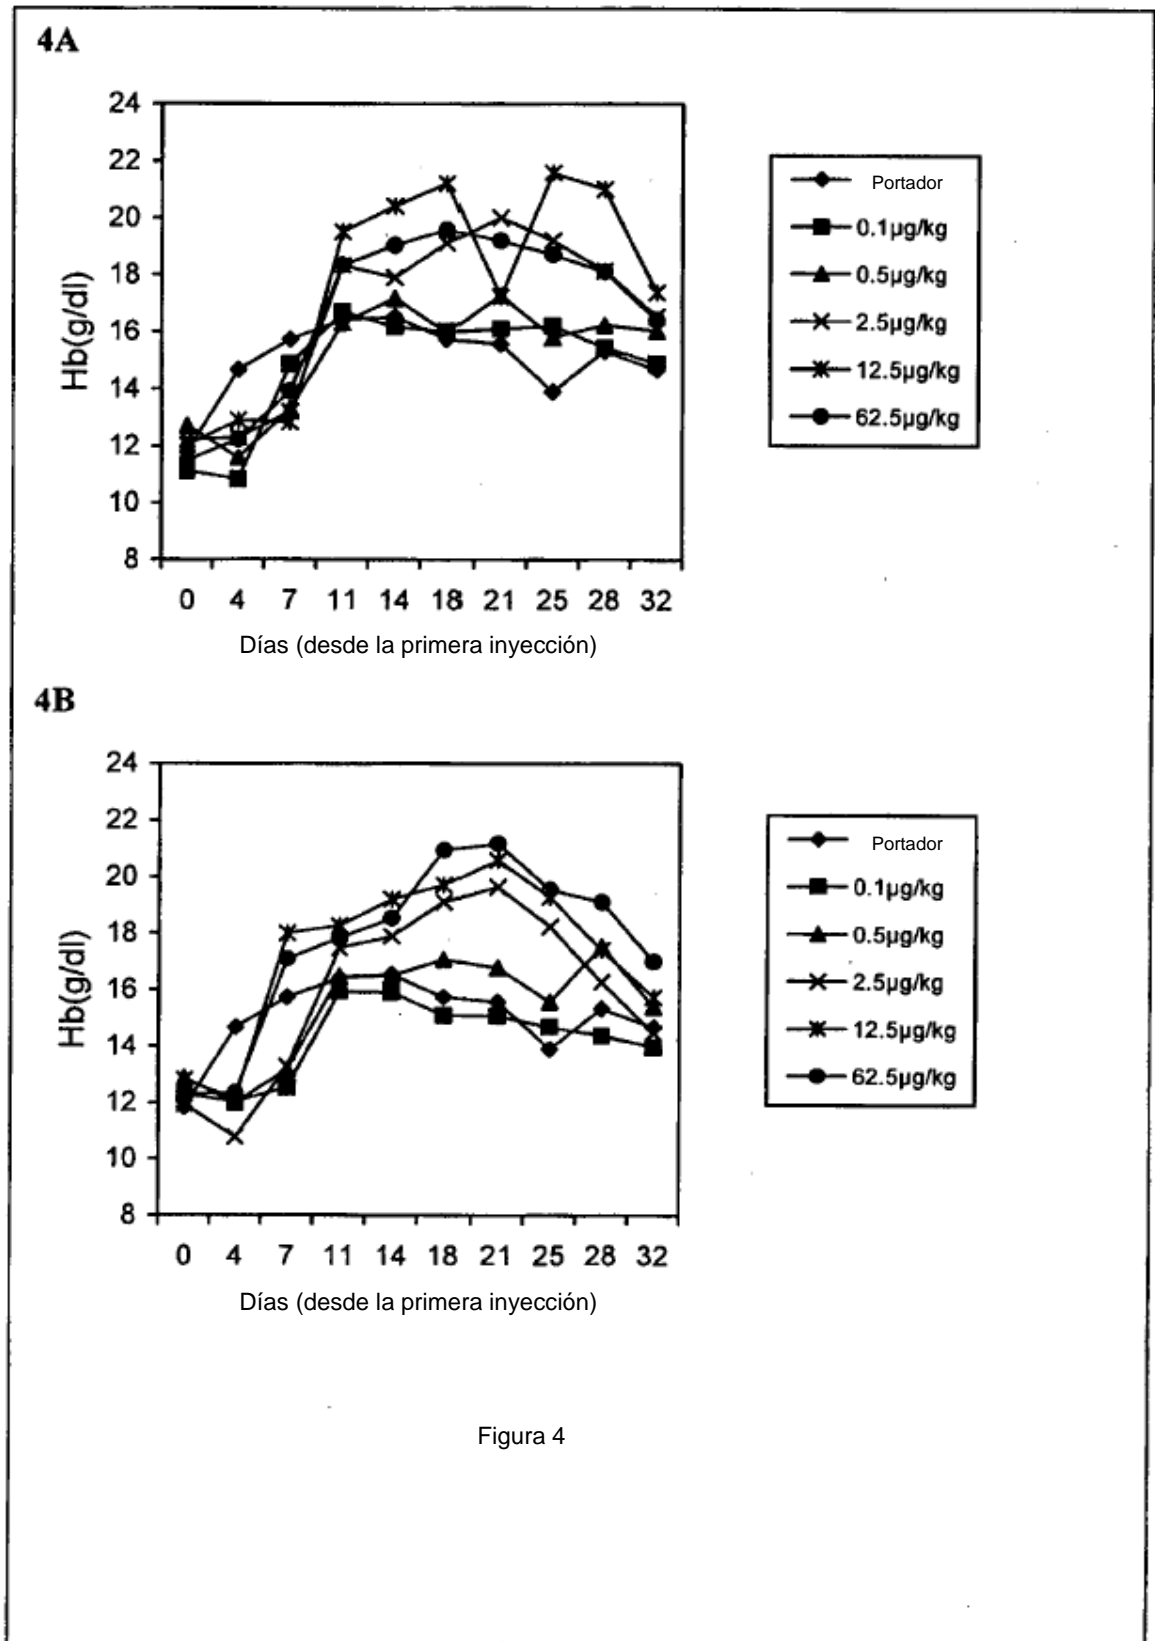 4A
24
22
20
18
16
14
12
10
8
Hb(g/dl)
0 4 7 11 14 18 21 25 28 32
Días (desde la primera inyección)
Portador
0.1µg/kg
0.5µg/kg
2.5µg/kg
12.5µg/kg
62.5µg/kg
4B
24
22
20
18
16
14
12
10
8
Hb(g/dl)
0 4 7 11 14 18 21 25 28 32
Días (desde la primera inyección)
Portador
0.1µg/kg
0.5µg/kg
2.5µg/kg
12.5µg/kg
62.5µg/kg
Figura 4